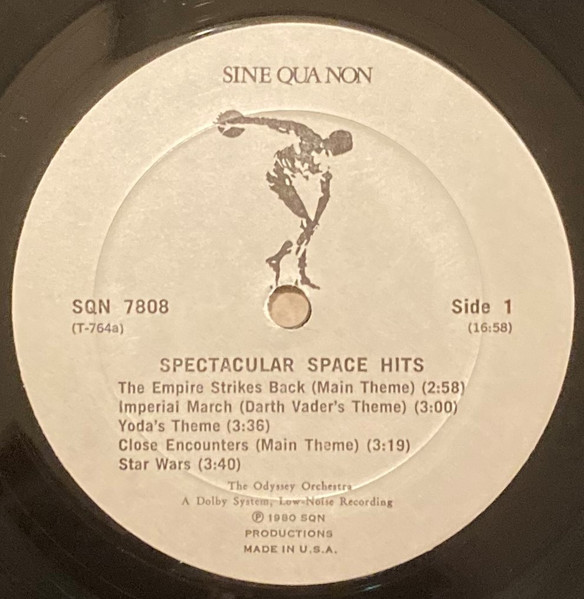 SINE QUA NON
SQN 7808
(T-764a)
Side 1
(16:58)
SPECTACULAR SPACE HITS
The Empire Strikes Back (Main Theme) (2:58)
Imperial March (Darth Vader's Theme) (3:00)
Yoda's Theme (3:36)
Close Encounters (Main Theme) (3:19)
Star Wars (3:40)
The Odyssey Orchestra
A Dolby System, Low-Noise Recording
℗ 1980 SQN
PRODUCTIONS
MADE IN U.S.A.